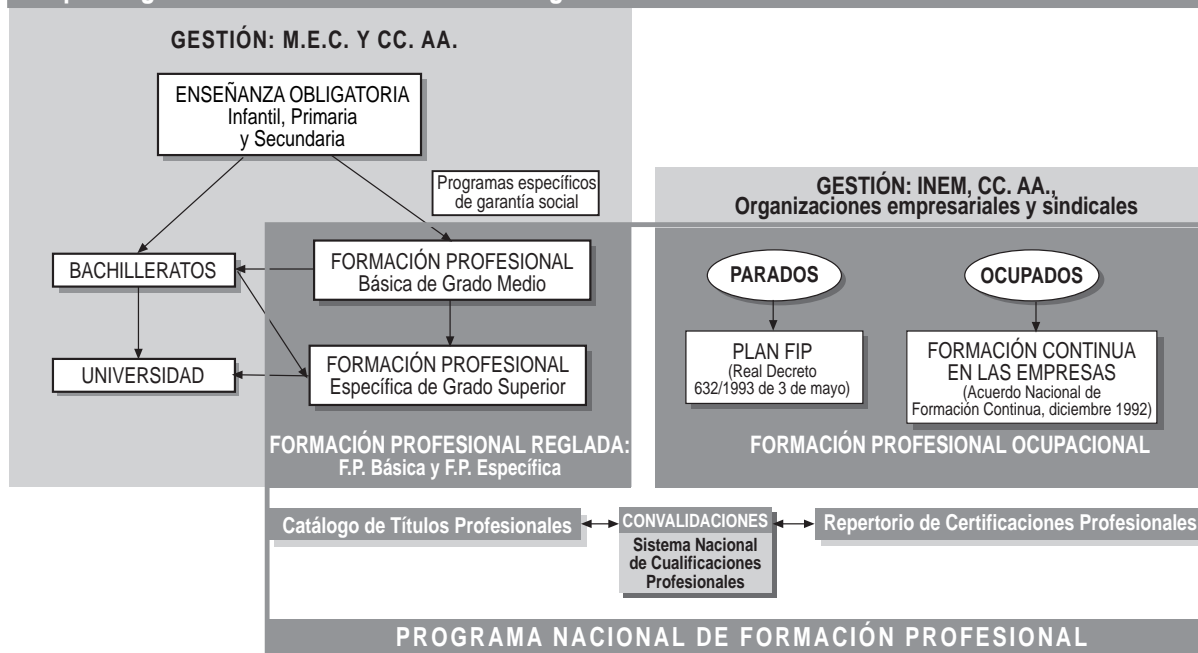 GESTIÓN: M.E.C. Y CC. AA.
ENSEÑANZA OBLIGATORIA
Infantil, Primaria
y Secundaria
Programas específicos
de garantía social
BACHILLERATOS
FORMACIÓN PROFESIONAL
Básica de Grado Medio
UNIVERSIDAD
FORMACIÓN PROFESIONAL
Específica de Grado Superior
FORMACIÓN PROFESIONAL REGLADA:
F.P. Básica y F.P. Específica
GESTIÓN: INEM, CC. AA.,
Organizaciones empresariales y sindicales
PARADOS
OCUPADOS
PLAN FIP
(Real Decreto
632/1993 de 3 de mayo)
FORMACIÓN CONTINUA
EN LAS EMPRESAS
(Acuerdo Nacional de
Formación Continua, diciembre 1992)
FORMACIÓN PROFESIONAL OCUPACIONAL
Catálogo de Títulos Profesionales
CONVALIDACIONES
Sistema Nacional
de Cualificaciones
Profesionales
Repertorio de Certificaciones Profesionales
PROGRAMA NACIONAL DE FORMACIÓN PROFESIONAL